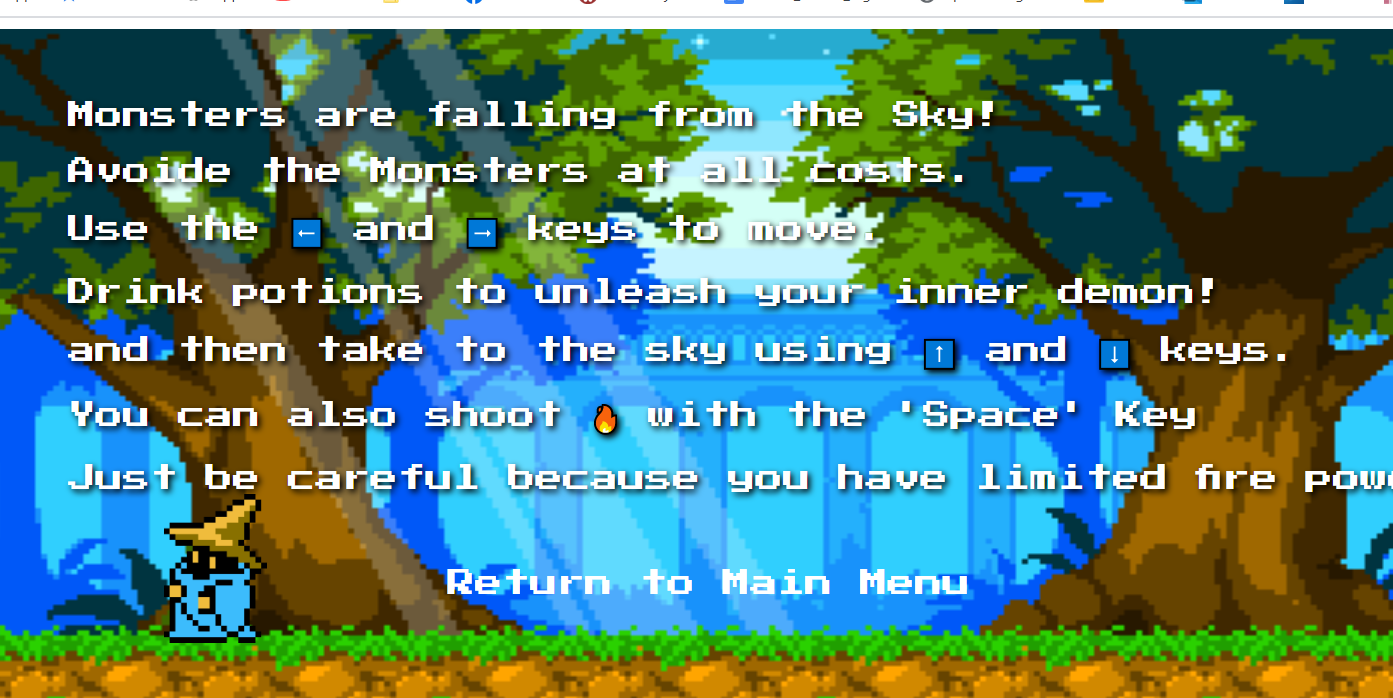 Monsters are falling from the Sky!
Avoide the Monsters at all costs.
Use the ← and → keys to move.
Drink potions to unleash your inner demon!
and then take to the sky using ↑ and ↓ keys.
You can also shoot 🔥 with the 'Space' Key
Just be careful because you have limited fire
Return to Main Menu